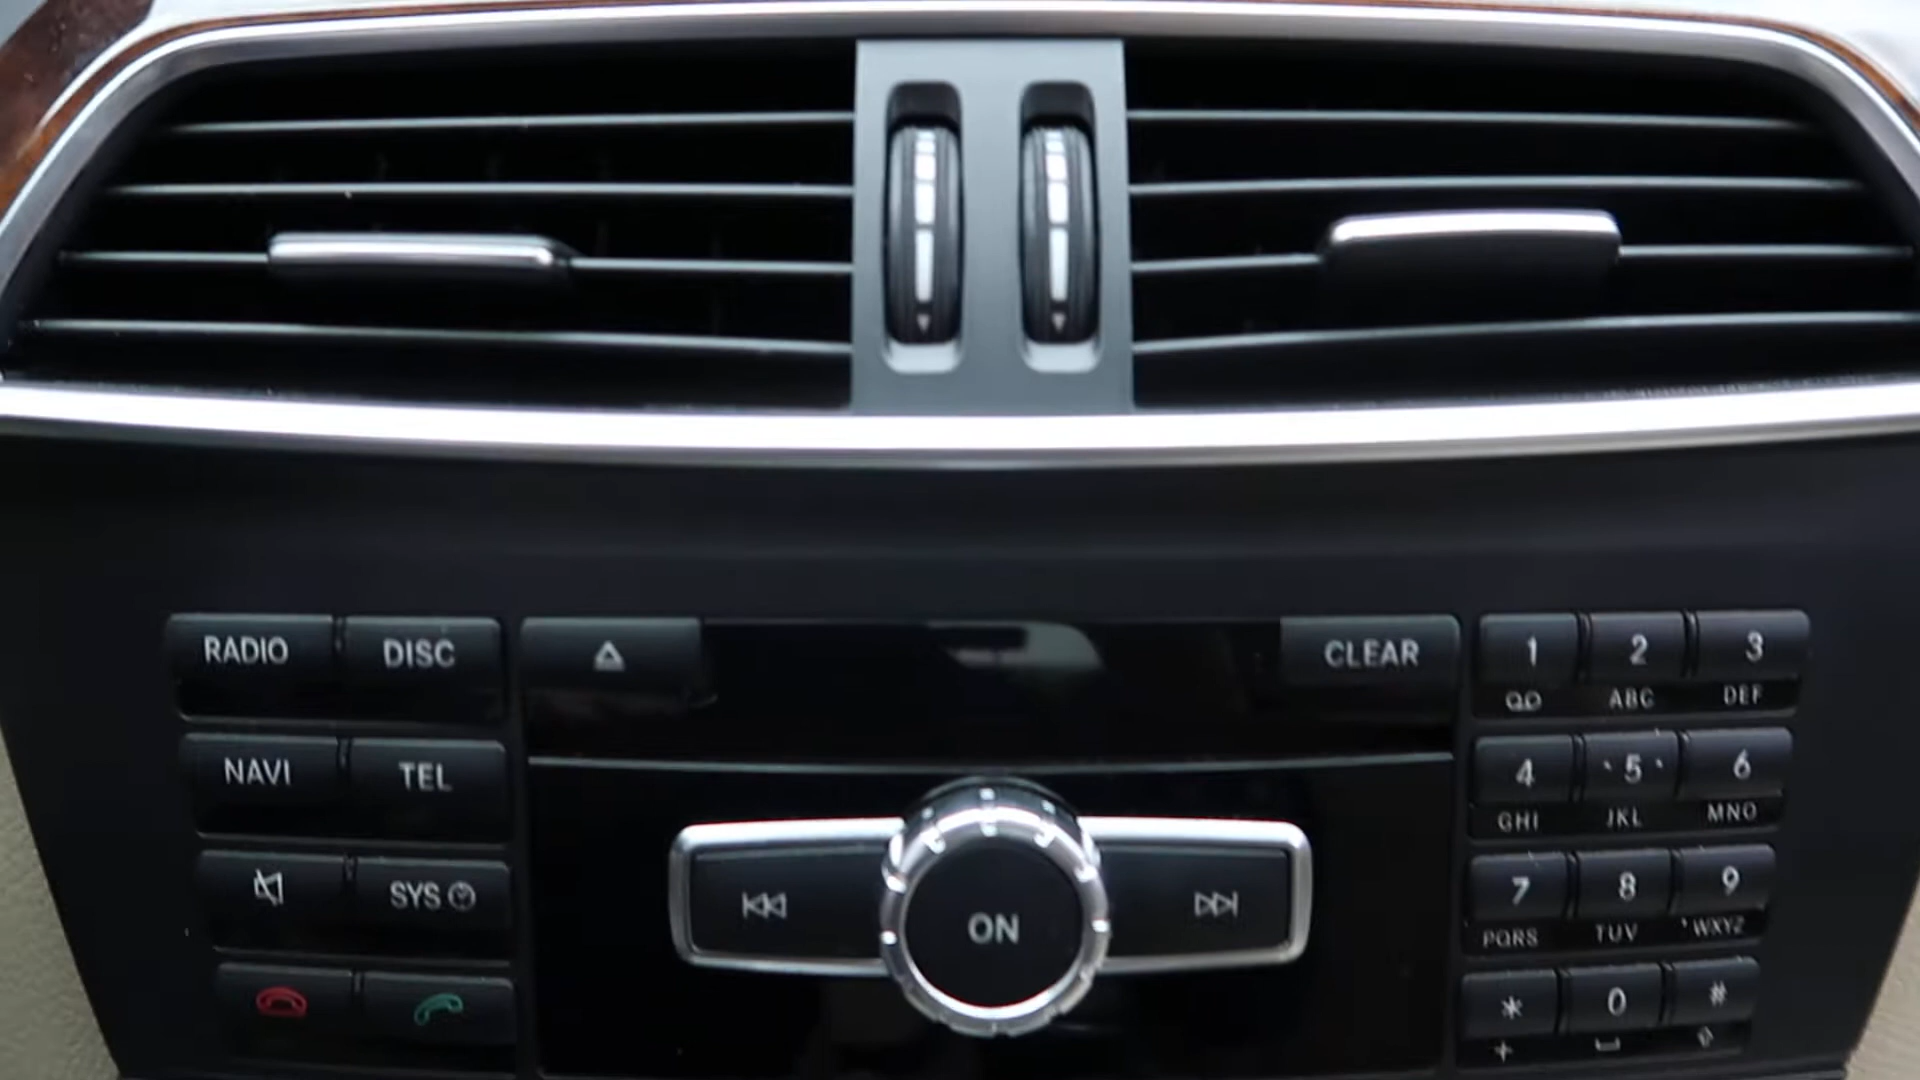 RADIO DISC CLEAR 1 2 3
ABC DEF
NAVI TEL 4 5 6
GHI JKL MNO
SYS 7 8 9
ON
PQRS TUV WXYZ
* 0 #
+